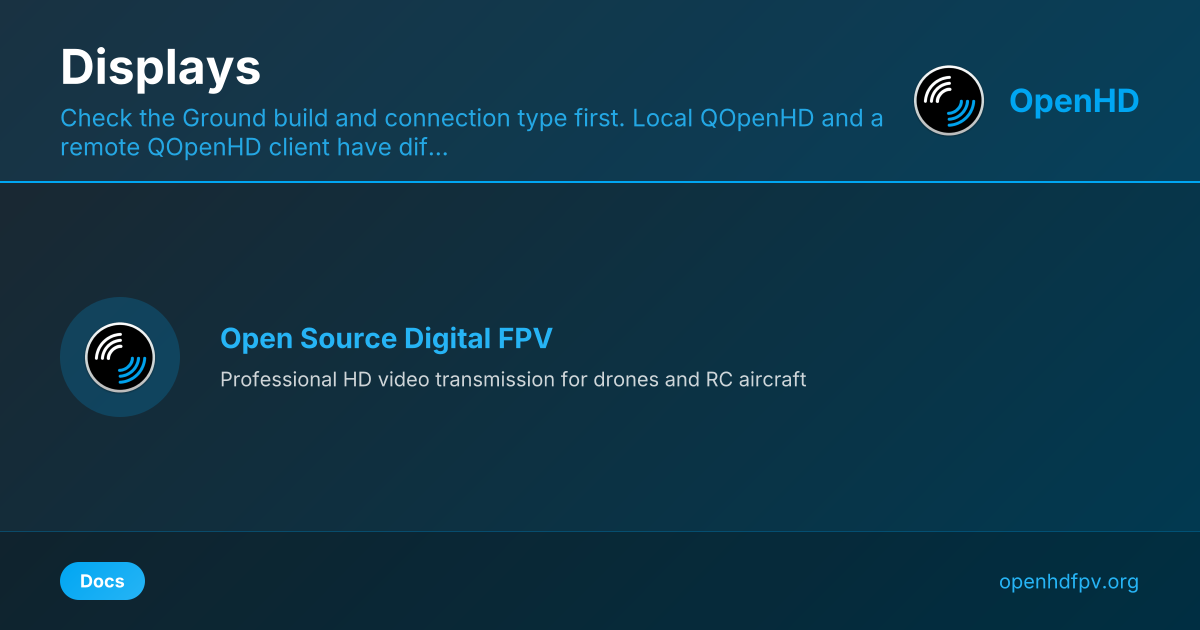 Displays
Check the Ground build and connection type first. Local QOpenHD and a
remote QOpenHD client have dif...
OpenHD
Open Source Digital FPV
Professional HD video transmission for drones and RC aircraft
Docs
openhdfpv.org